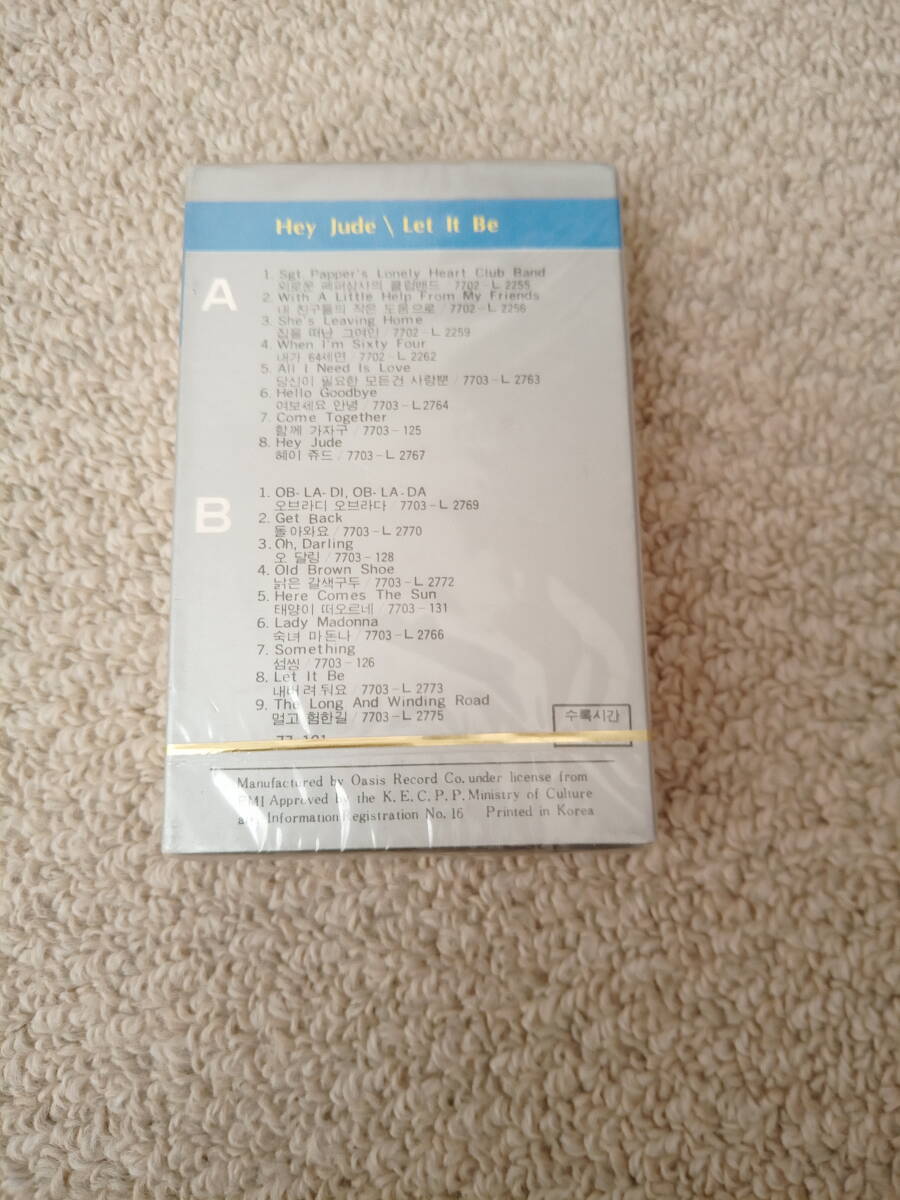 Hey Jude \ Let It Be
A
1. Sgt. Papper's Lonely Heart Club Band
외로운 페퍼상사의 클럽밴드 7702-L 2255
2. With A Little Help From My Friends
내 친구들의 작은 도움으로 / 7702-L 2256
3. She's Leaving Home
집을 떠난 그여인 / 7702-L 2259
4. When I'm Sixty Four
내가 64세면 / 7702-L 2262
5. All I Need Is Love
당신이 필요한 모든건 사랑뿐 / 7703-L 2763
6. Hello Goodbye
여보세요 안녕 / 7703-L 2764
7. Come Together
함께 가자구 / 7703-125
8. Hey Jude
헤이 쥬드 / 7703-L 2767
B
1. OB-LA-DI, OB-LA-DA
오브라디 오브라다 / 7703-L 2769
2. Get Back
돌아와요 / 7703-L 2770
3. Oh, Darling
오 달링 / 7703-128
4. Old Brown Shoe
낡은 갈색구두 / 7703-L 2772
5. Here Comes The Sun
태양이 떠오르네 / 7703-131
6. Lady Madonna
숙녀 마돈나 / 7703-L 2766
7. Something
섬씽 / 7703-126
8. Let It Be
내버려 둬요 / 7703-L 2773
9. The Long And Winding Road
멀고 험한길 / 7703-L 2775
수록시간
Manufactured by Oasis Record Co. under license from
EMI Approved by the K. E. C. P. P. Ministry of Culture
and Information Registration No. 16 Printed in Korea